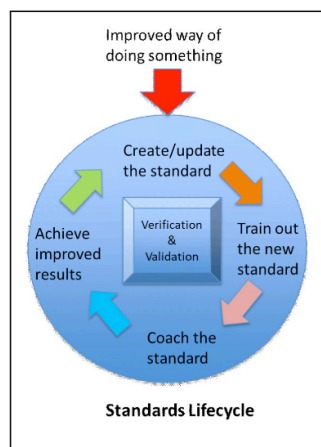 Improved way of
doing something
Create/update
the standard
Verification
&
Validation
Achieve
improved
results
Train out
the new
standard
Coach the
standard
Standards Lifecycle